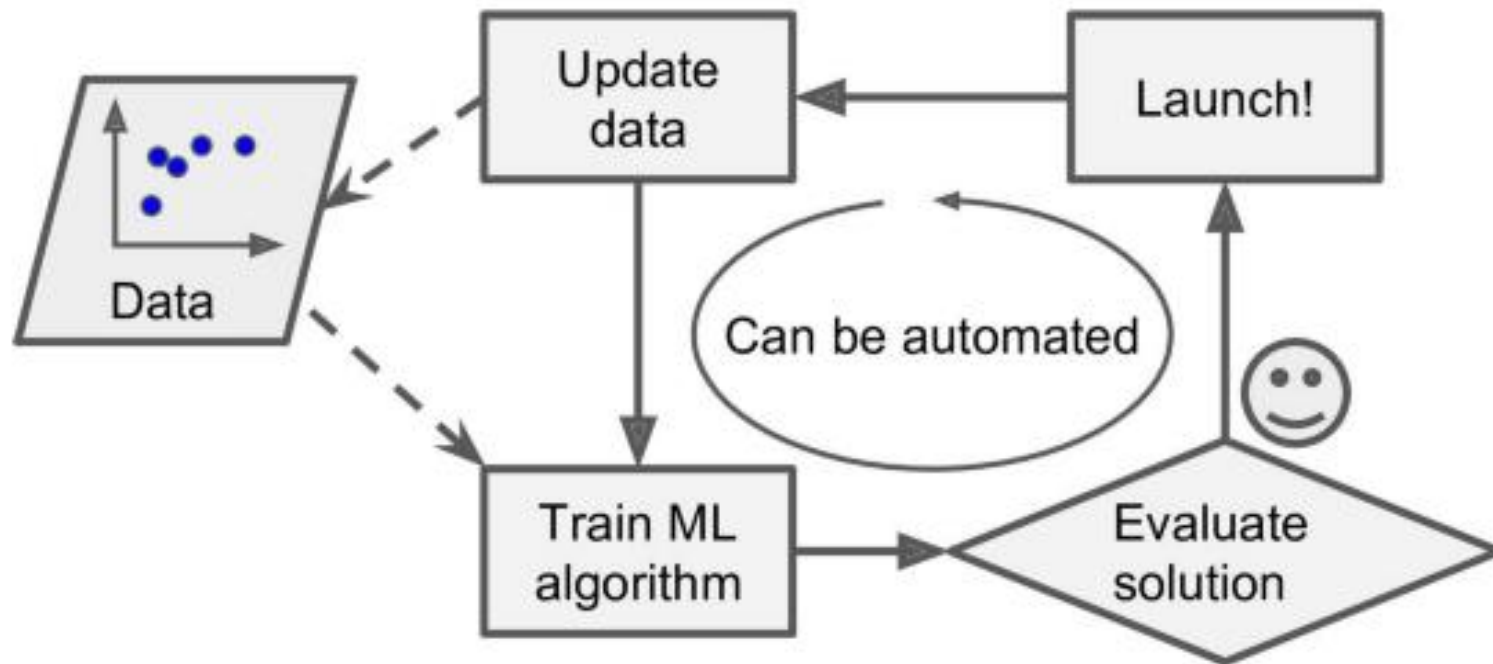 Update
data
Launch!
Data
Can be automated
Train ML
algorithm
Evaluate
solution